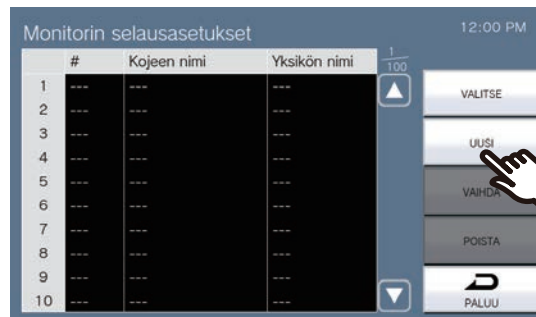 Monitorin selausasetukset
12:00 PM
# Kojeen nimi Yksikön nimi
1
100
1 --- --- ---
2 --- --- ---
3 --- --- ---
4 --- --- ---
5 --- --- ---
6 --- --- ---
7 --- --- ---
8 --- --- ---
9 --- --- ---
10 --- --- ---
VALITSE
UUSI
VAIHDA
POISTA
PALUU